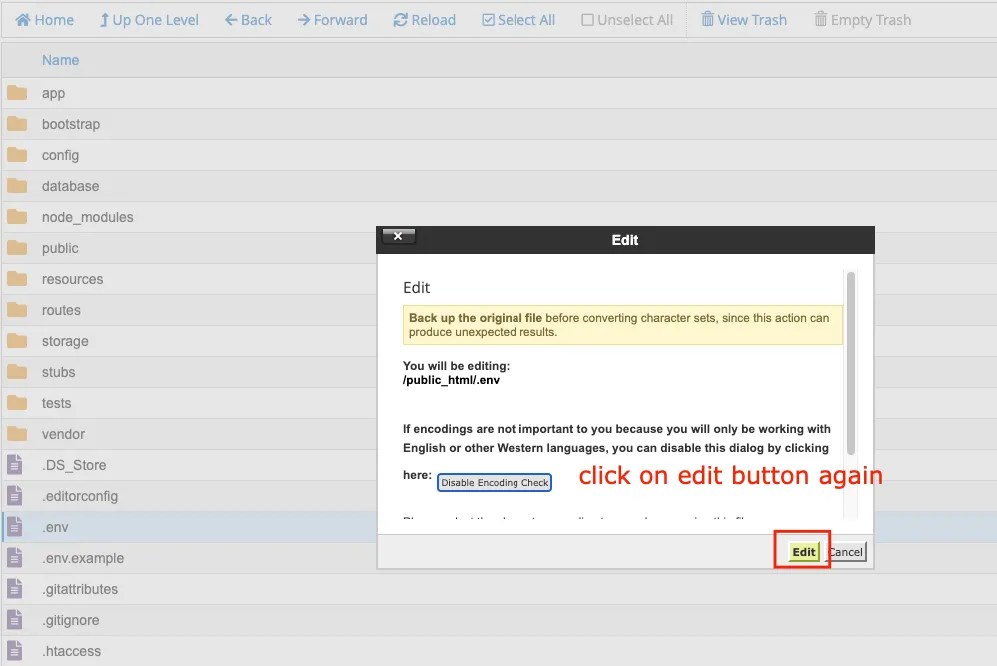 Home Up One Level Back Forward Reload Select All Unselect All View Trash Empty Trash
Name
app
bootstrap
config
database
node_modules
public
resources
routes
storage
stubs
tests
vendor
.DS_Store
.editorconfig
.env
.env.example
.gitattributes
.gitignore
.htaccess
Edit
Edit
Back up the original file before converting character sets, since this action can
produce unexpected results.
You will be editing:
/public_html/.env
If encodings are not important to you because you will only be working with
English or other Western languages, you can disable this dialog by clicking
here: Disable Encoding Check
click on edit button again
Edit Cancel